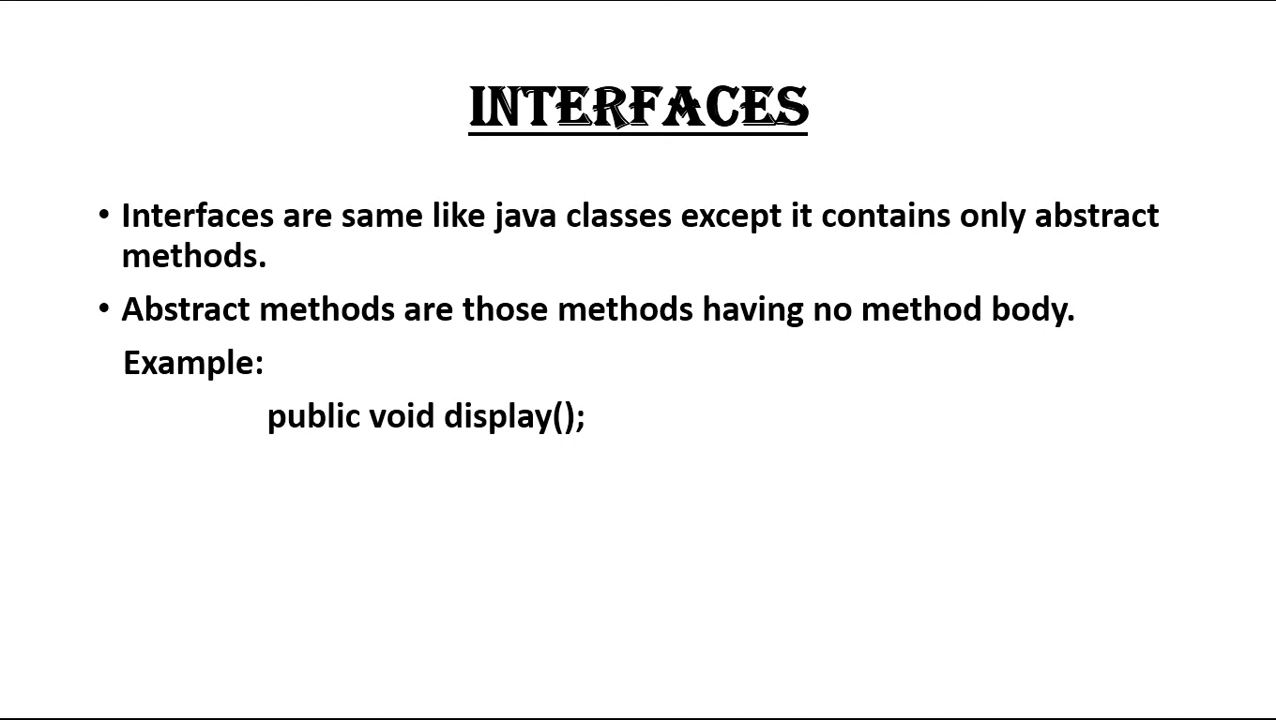 INTERFACES
• Interfaces are same like java classes except it contains only abstract
methods.
• Abstract methods are those methods having no method body.
Example:
public void display();